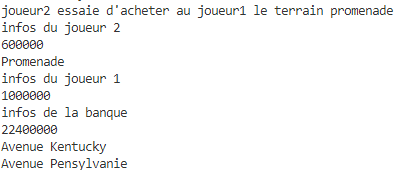 joueur2 essaie d'acheter au joueur1 le terrain promenade
infos du joueur 2
600000
Promenade
infos du joueur 1
1000000
infos de la banque
22400000
Avenue Kentucky
Avenue Pensylvanie